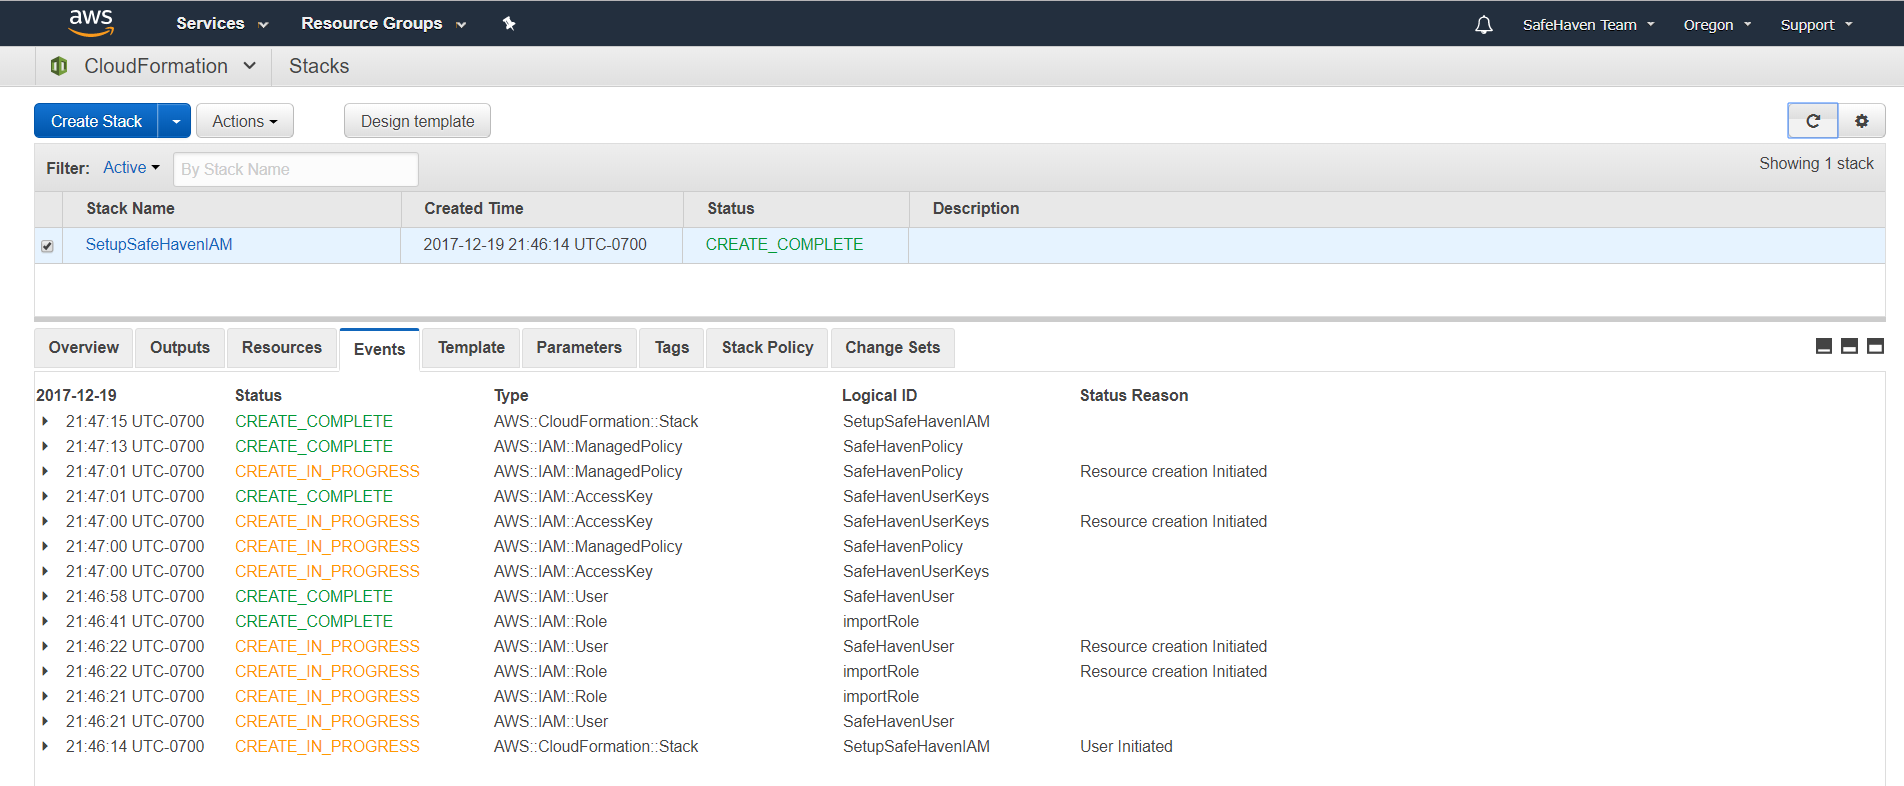 aws Services Resource Groups SafeHaven Team Oregon Support
CloudFormation Stacks
Create Stack Actions Design template
Filter: Active By Stack Name Showing 1 stack
Stack Name Created Time Status Description
SetupSafeHavenIAM 2017-12-19 21:46:14 UTC-0700 CREATE_COMPLETE
Overview Outputs Resources Events Template Parameters Tags Stack Policy Change Sets
2017-12-19 Status Type Logical ID Status Reason
21:47:15 UTC-0700 CREATE_COMPLETE AWS::CloudFormation::Stack SetupSafeHavenIAM
21:47:13 UTC-0700 CREATE_COMPLETE AWS::IAM::ManagedPolicy SafeHavenPolicy
21:47:01 UTC-0700 CREATE_IN_PROGRESS AWS::IAM::ManagedPolicy SafeHavenPolicy Resource creation Initiated
21:47:01 UTC-0700 CREATE_COMPLETE AWS::IAM::AccessKey SafeHavenUserKeys
21:47:00 UTC-0700 CREATE_IN_PROGRESS AWS::IAM::AccessKey SafeHavenUserKeys Resource creation Initiated
21:47:00 UTC-0700 CREATE_IN_PROGRESS AWS::IAM::ManagedPolicy SafeHavenPolicy
21:47:00 UTC-0700 CREATE_IN_PROGRESS AWS::IAM::AccessKey SafeHavenUserKeys
21:46:58 UTC-0700 CREATE_COMPLETE AWS::IAM::User SafeHavenUser
21:46:41 UTC-0700 CREATE_COMPLETE AWS::IAM::Role importRole
21:46:22 UTC-0700 CREATE_IN_PROGRESS AWS::IAM::User SafeHavenUser Resource creation Initiated
21:46:22 UTC-0700 CREATE_IN_PROGRESS AWS::IAM::Role importRole Resource creation Initiated
21:46:21 UTC-0700 CREATE_IN_PROGRESS AWS::IAM::Role importRole
21:46:21 UTC-0700 CREATE_IN_PROGRESS AWS::IAM::User SafeHavenUser
21:46:14 UTC-0700 CREATE_IN_PROGRESS AWS::CloudFormation::Stack SetupSafeHavenIAM User Initiated